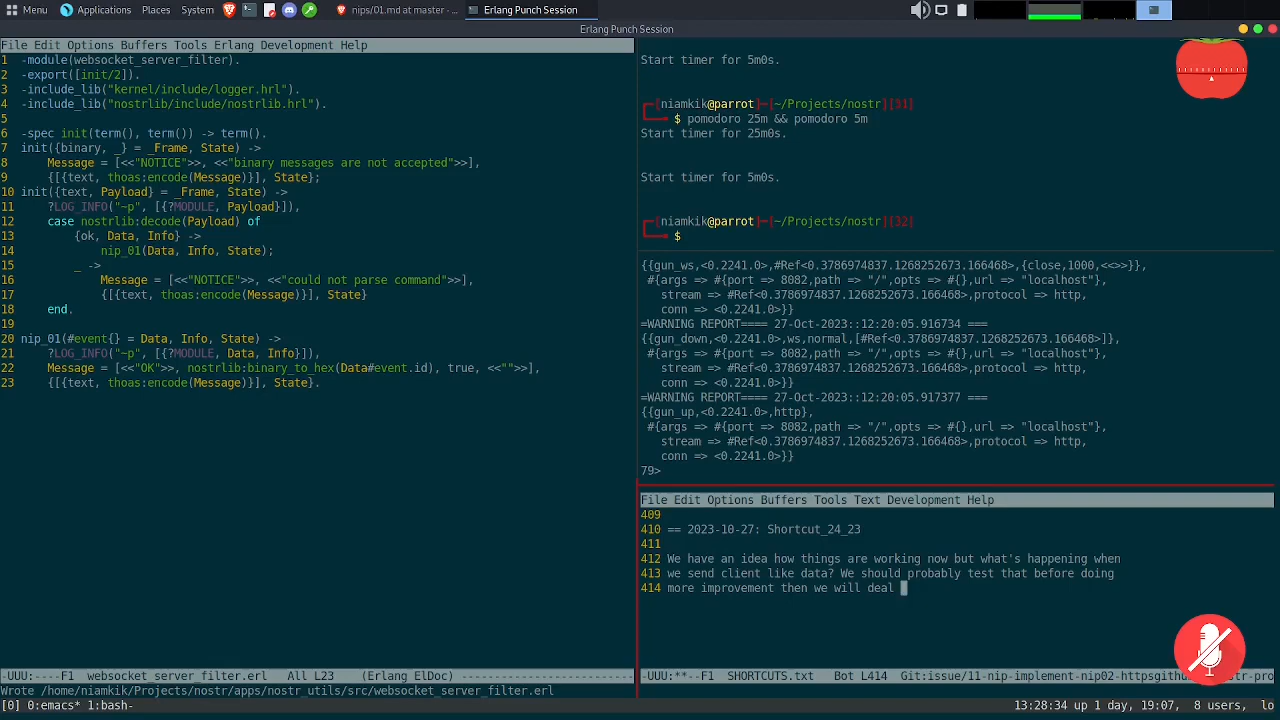 Menu Applications Places System nips/01.md at master - ... Erlang Punch Session
Erlang Punch Session
File Edit Options Buffers Tools Erlang Development Help
1 -module(websocket_server_filter).
2 -export([init/2]).
3 -include_lib("kernel/include/logger.hrl").
4 -include_lib("nostrlib/include/nostrlib.hrl").
5
6 -spec init(term(), term()) -> term().
7 init({binary, _} = _Frame, State) ->
8     Message = [<<"NOTICE">>, <<"binary messages are not accepted">>],
9     {[{text, thoas:encode(Message)}], State};
10 init({text, Payload} = _Frame, State) ->
11     ?LOG_INFO("~p", [{?MODULE, Payload}]),
12     case nostrlib:decode(Payload) of
13         {ok, Data, Info} ->
14             nip_01(Data, Info, State);
15         _ ->
16             Message = [<<"NOTICE">>, <<"could not parse command">>],
17             {[{text, thoas:encode(Message)}], State}
18     end.
19
20 nip_01(#event{} = Data, Info, State) ->
21     ?LOG_INFO("~p", [{?MODULE, Data, Info}]),
22     Message = [<<"OK">>, nostrlib:binary_to_hex(Data#event.id), true, <<"">>],
23     {[{text, thoas:encode(Message)}], State}.
-UUU:----F1  websocket_server_filter.erl   All L23    (Erlang ElDoc) --------------------------
Wrote /home/niamkik/Projects/nostr/apps/nostr_utils/src/websocket_server_filter.erl
Start timer for 5m0s.
[niamkik@parrot]-[~/Projects/nostr][31]
$ pomodoro 25m && pomodoro 5m
Start timer for 25m0s.
Start timer for 5m0s.
[niamkik@parrot]-[~/Projects/nostr][32]
$
{{gun_ws,<0.2241.0>,#Ref<0.3786974837.1268252673.166468>,{close,1000,<<>>}},
 #{args => #{port => 8082,path => "/",opts => #{},url => "localhost"},
   stream => #Ref<0.3786974837.1268252673.166468>,protocol => http,
   conn => <0.2241.0>}}
=WARNING REPORT==== 27-Oct-2023::12:20:05.916734 ===
{{gun_down,<0.2241.0>,ws,normal,[#Ref<0.3786974837.1268252673.166468>]},
 #{args => #{port => 8082,path => "/",opts => #{},url => "localhost"},
   stream => #Ref<0.3786974837.1268252673.166468>,protocol => http,
   conn => <0.2241.0>}}
=WARNING REPORT==== 27-Oct-2023::12:20:05.917377 ===
{{gun_up,<0.2241.0>,http},
 #{args => #{port => 8082,path => "/",opts => #{},url => "localhost"},
   stream => #Ref<0.3786974837.1268252673.166468>,protocol => http,
   conn => <0.2241.0>}}
79>
File Edit Options Buffers Tools Text Development Help
409
410 == 2023-10-27: Shortcut_24_23
411
412 We have an idea how things are working now but what's happening when
413 we send client like data? We should probably test that before doing
414 more improvement then we will deal
-UUU:**--F1  SHORTCUTS.txt   Bot L414   Git:issue/11-nip-implement-nip02-httpsgith str-pro
[0] 0:emacs* 1:bash- 13:28:34 up 1 day, 19:07,  8 users,  lo